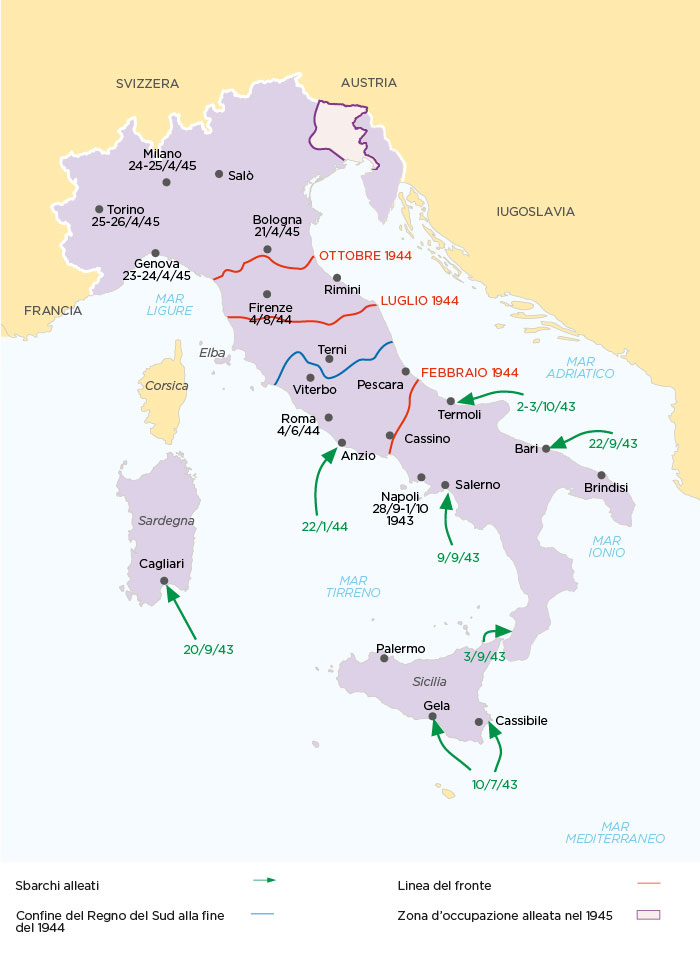 SVIZZERA
AUSTRIA
Milano
24-25/4/45
Salò
Torino
25-26/4/45
IUGOSLAVIA
Bologna
21/4/45
Genova
23-24/4/45
OTTOBRE 1944
Rimini
FRANCIA
MAR
LIGURE
Firenze
4/8/44
LUGLIO 1944
Elba
Terni
MAR
ADRIATICO
Corsica
Viterbo
Pescara
FEBBRAIO 1944
2-3/10/43
Termoli
Roma
4/6/44
Cassino
Anzio
Bari
22/9/43
Napoli
28/9-1/10
1943
Salerno
Brindisi
Sardegna
22/1/44
9/9/43
MAR
IONIO
Cagliari
MAR
TIRRENO
20/9/43
Palermo
3/9/43
Sicilia
Gela
Cassibile
10/7/43
MAR
MEDITERRANEO
Sbarchi alleati
Linea del fronte
Confine del Regno del Sud alla fine
del 1944
Zona d'occupazione alleata nel 1945